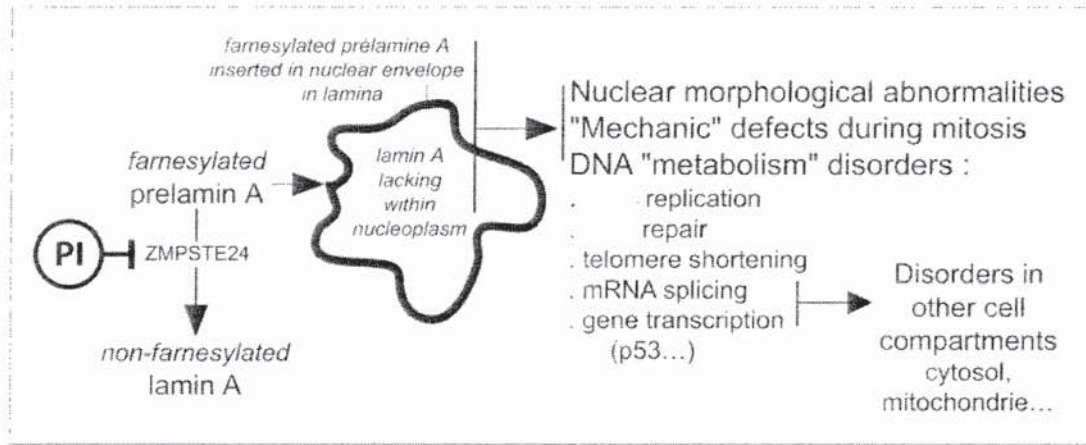 farnesylated prélamine A
inserted in nuclear envelope
in lamina
farnesylated
prelamin A
PI
ZMPSTE24
non-farnesylated
lamin A
lamin A
lacking
within
nucleoplasm
Nuclear morphological abnormalities
"Mechanic" defects during mitosis
DNA "metabolism" disorders :
. replication
. repair
. telomere shortening
. mRNA splicing
. gene transcription
(p53...)
Disorders in
other cell
compartments
cytosol,
mitochondrie...